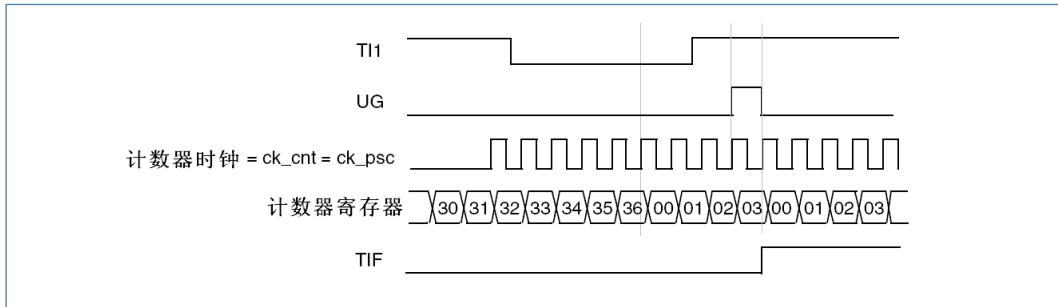 TI1
UG
计数器时钟 = ck_cnt = ck_psc
计数器寄存器 30 31 32 33 34 35 36 00 01 02 03 00 01 02 03
TIF